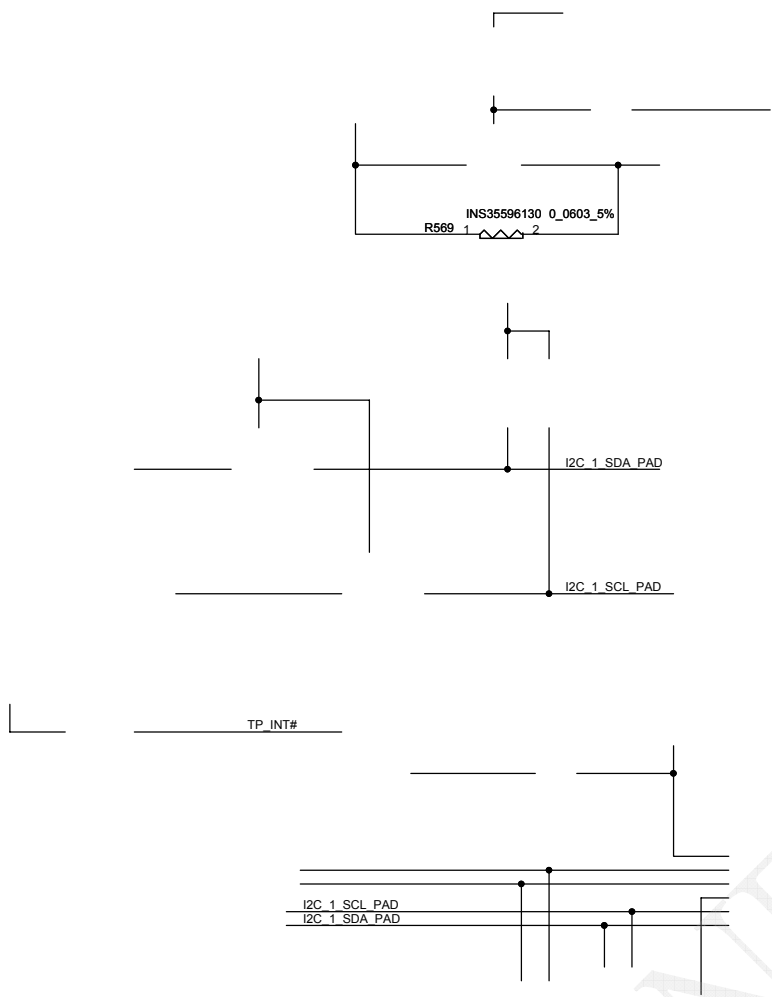 INS35596130 0_0603_5%
R569 1 2
I2C_1_SDA_PAD
I2C_1_SCL_PAD
TP_INT#
I2C_1_SCL_PAD
I2C_1_SDA_PAD